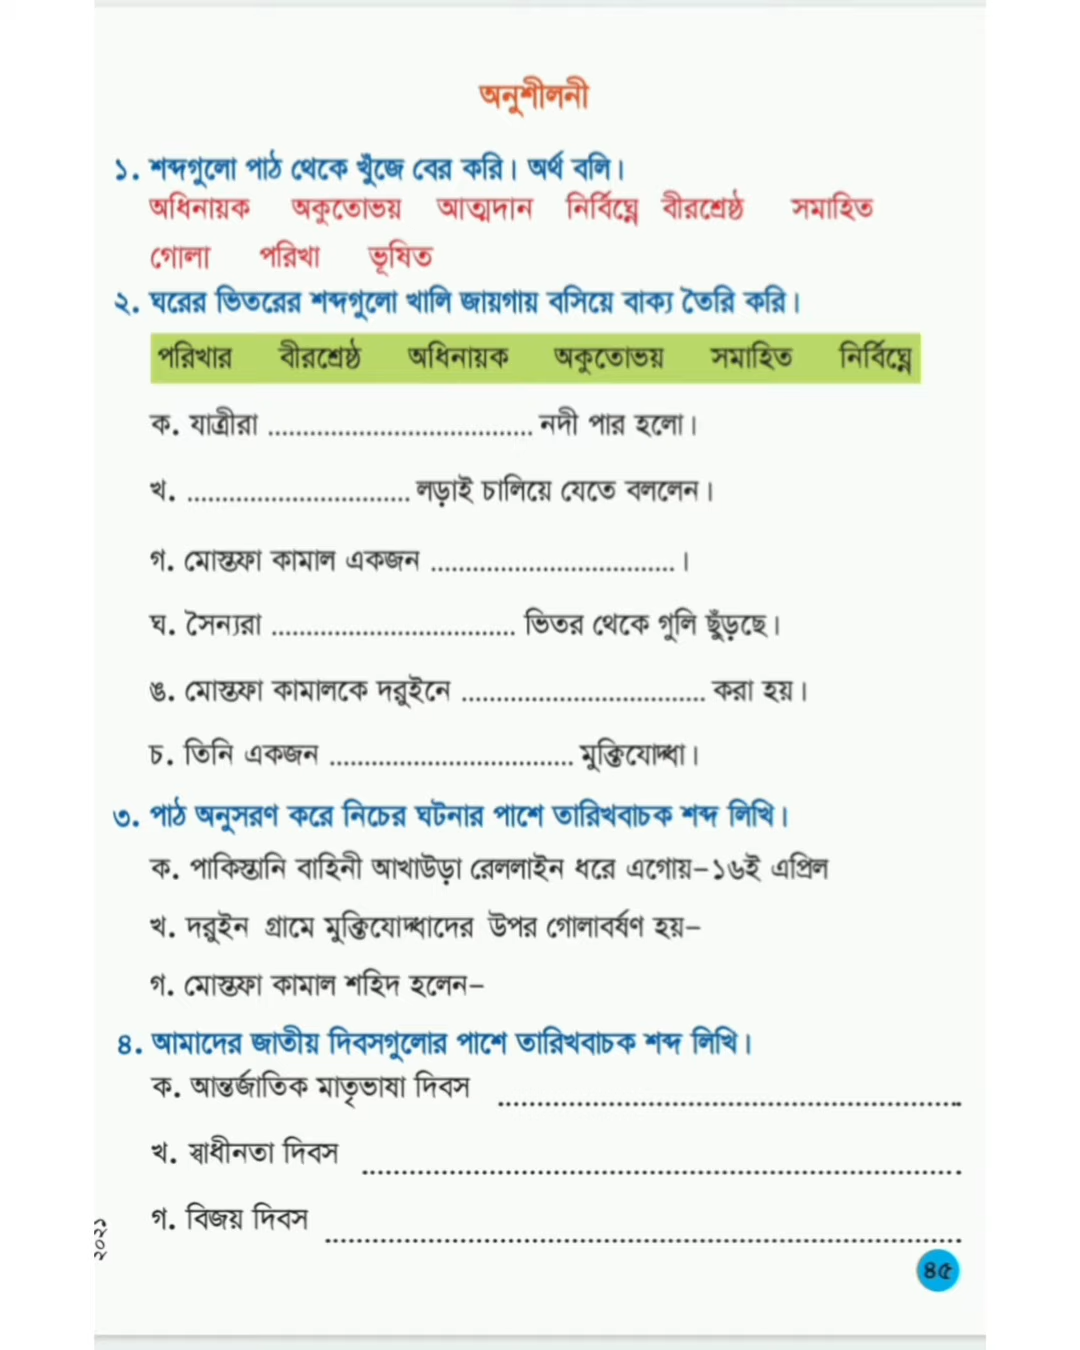 অনুশীলনী
১. শব্দগুলো পাঠ থেকে খুঁজে বের করি। অর্থ বলি।
অধিনায়ক অকুতোভয় আত্মদান নির্বিঘ্নে বীরশ্রেষ্ঠ সমাহিত
গোলা পরিখা ভূষিত
২. ঘরের ভিতরের শব্দগুলো খালি জায়গায় বসিয়ে বাক্য তৈরি করি।
পরিখার বীরশ্রেষ্ঠ অধিনায়ক অকুতোভয় সমাহিত নির্বিঘ্নে
ক. যাত্রীরা ...................................... নদী পার হলো।
খ. ................................ লড়াই চালিয়ে যেতে বললেন।
গ. মোস্তফা কামাল একজন ................................... ।
ঘ. সৈন্যরা ................................... ভিতর থেকে গুলি ছুঁড়ছে।
ঙ. মোস্তফা কামালকে দরুইনে ................................... করা হয়।
চ. তিনি একজন ................................... মুক্তিযোদ্ধা।
৩. পাঠ অনুসরণ করে নিচের ঘটনার পাশে তারিখবাচক শব্দ লিখি।
ক. পাকিস্তানি বাহিনী আখাউড়া রেললাইন ধরে এগোয়–১৬ই এপ্রিল
খ. দরুইন গ্রামে মুক্তিযোদ্ধাদের উপর গোলাবর্ষণ হয়–
গ. মোস্তফা কামাল শহিদ হলেন–
৪. আমাদের জাতীয় দিবসগুলোর পাশে তারিখবাচক শব্দ লিখি।
ক. আন্তর্জাতিক মাতৃভাষা দিবস ..................................................
খ. স্বাধীনতা দিবস ................................................................
গ. বিজয় দিবস ....................................................................
২০২১
৪৫